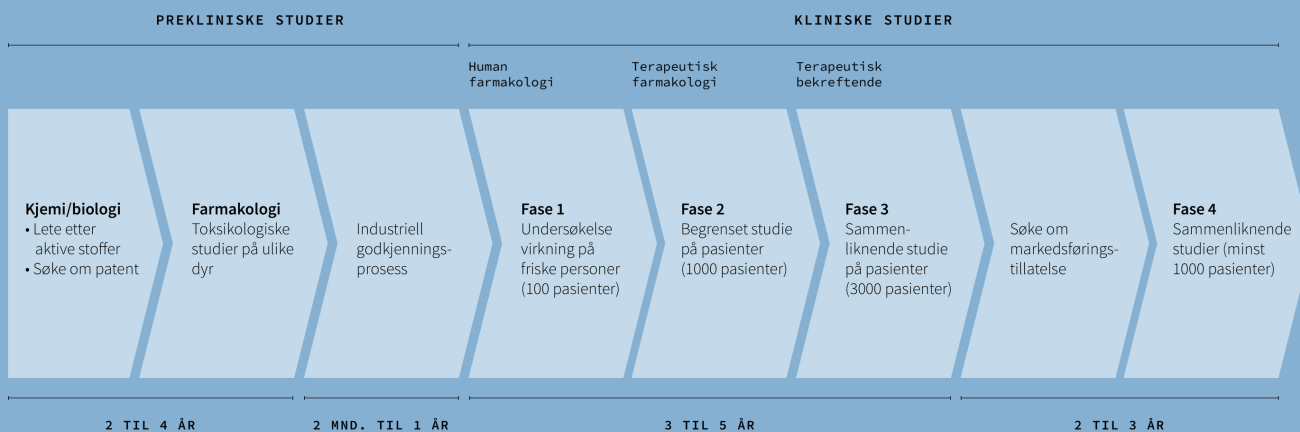 PREKLINISKE STUDIER
KLINISKE STUDIER
Human
farmakologi
Terapeutisk
farmakologi
Terapeutisk
bekreftende
Kjemi/biologi
• Lete etter
aktive stoffer
• Søke om patent
Farmakologi
Toksikologiske
studier på ulike
dyr
Industriell
godkjennings-
prosess
Fase 1
Undersøkelse
virkning på
friske personer
(100 pasienter)
Fase 2
Begrenset studie
på pasienter
(1000 pasienter)
Fase 3
Sammen-
liknende studie
på pasienter
(3000 pasienter)
Søke om
markedsførings-
tillatelse
Fase 4
Sammenliknende
studier (minst
1000 pasienter)
2 TIL 4 ÅR
2 MND. TIL 1 ÅR
3 TIL 5 ÅR
2 TIL 3 ÅR